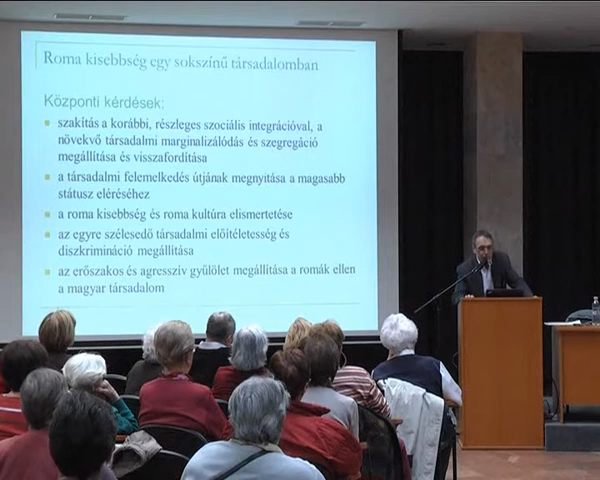 Roma kisebbség egy sokszínű társadalomban
Központi kérdések:
szakítás a korábbi, részleges szociális integrációval, a
növekvő társadalmi marginalizálódás és szegregáció
megállítása és visszafordítása
a társadalmi felemelkedés útjának megnyitása a magasabb
státusz eléréséhez
a roma kisebbség és roma kultúra elismertetése
az egyre szélesedő társadalmi előítéletesség és
diszkrimináció megállítása
az erőszakos és agresszív gyűlölet megállítása a romák ellen
a magyar társadalom